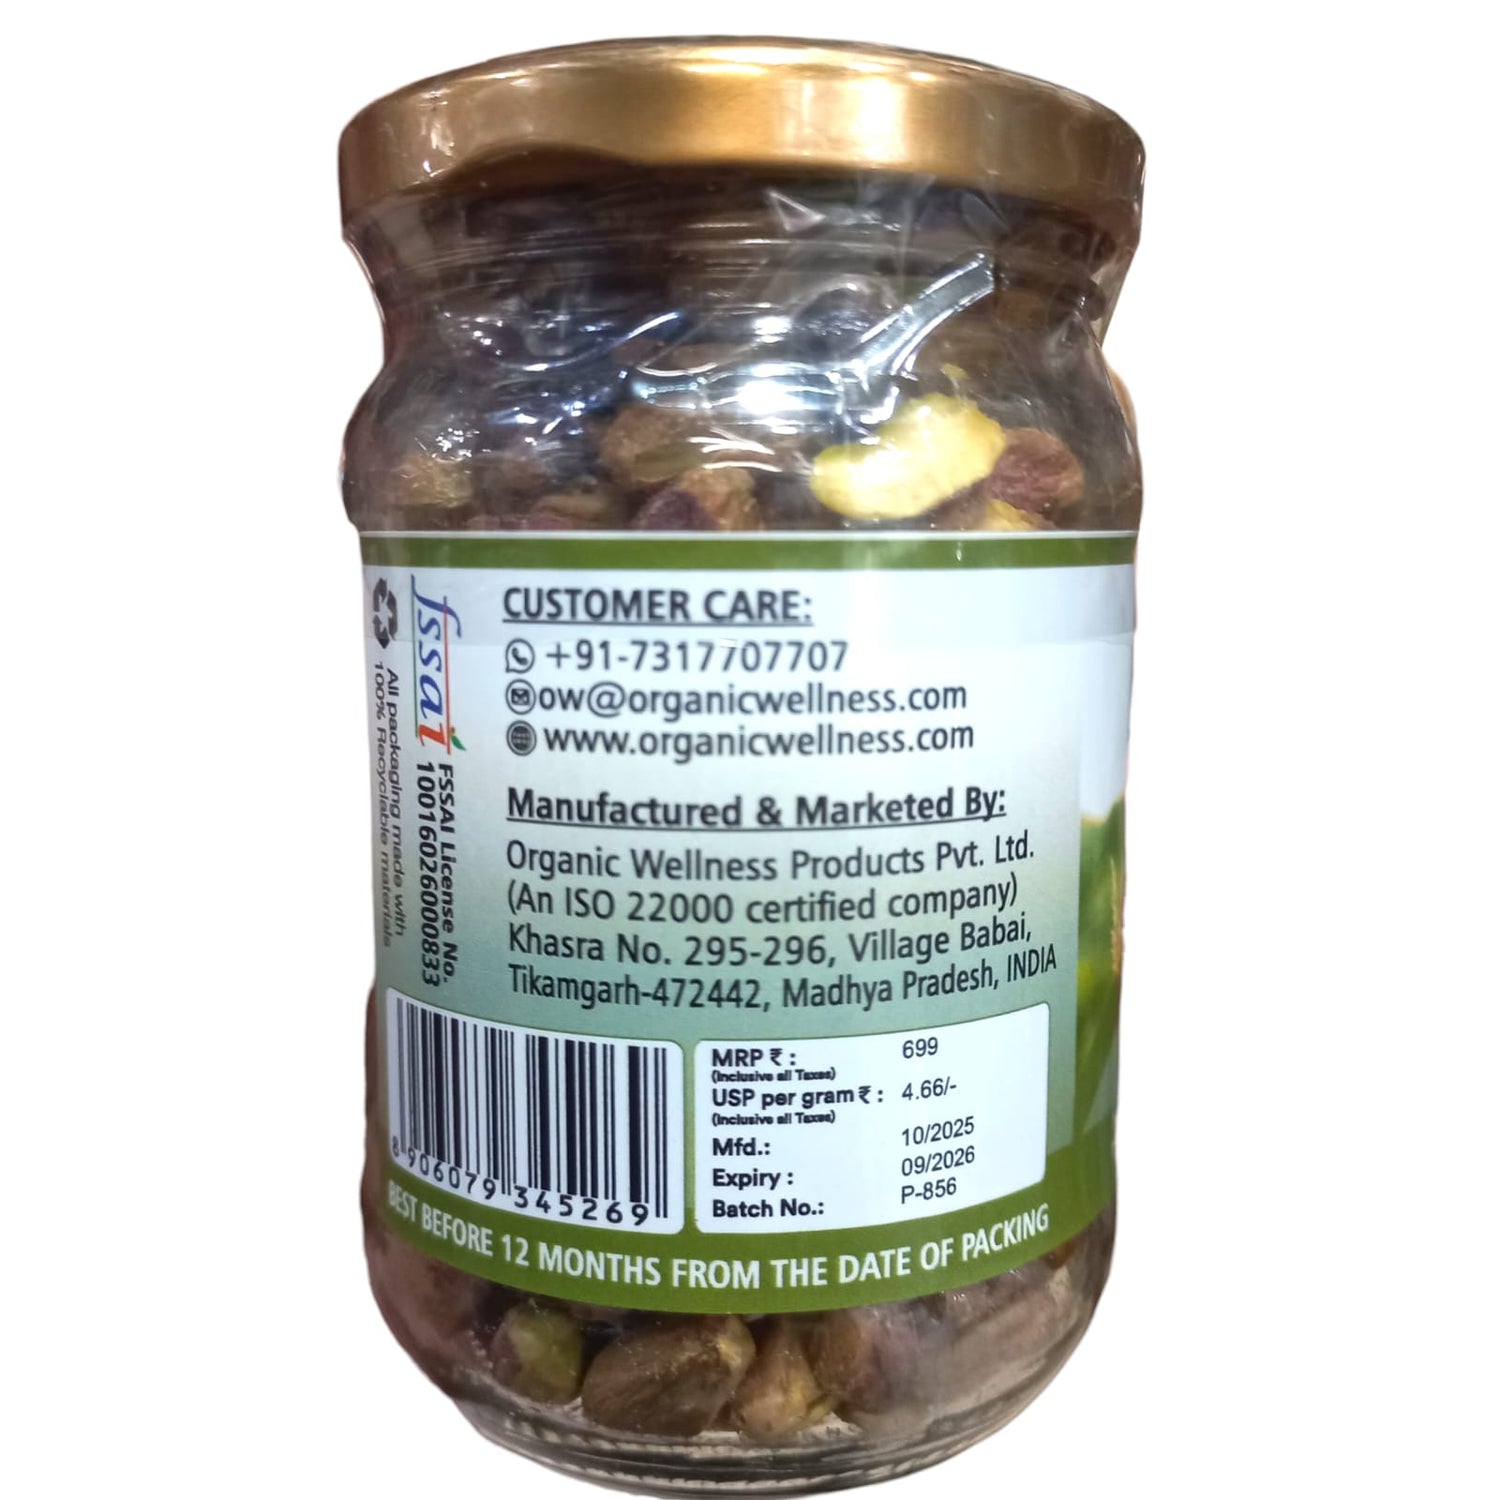 CUSTOMER CARE:
+91-7317707707
ow@organicwellness.com
www.organicwellness.com
Manufactured & Marketed By:
Organic Wellness Products Pvt. Ltd.
(An ISO 22000 certified company)
Khasra No. 295-296, Village Babai,
Tikamgarh-472442, Madhya Pradesh, INDIA
fssai
FSSAI License No.
10016026000833
All packaging made with
100% Recyclable materials
8 906079 345269
MRP ₹ : 699
(Inclusive all Taxes)
USP per gram ₹ : 4.66/-
(Inclusive all Taxes)
Mfd.: 10/2025
Expiry : 09/2026
Batch No.: P-856
BEST BEFORE 12 MONTHS FROM THE DATE OF PACKING